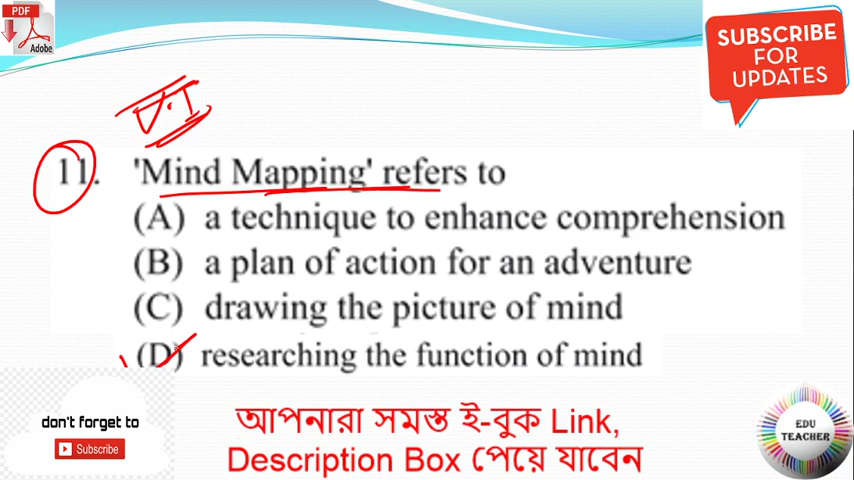 PDF
Adobe
SUBSCRIBE
FOR
UPDATES
11. 'Mind Mapping' refers to
(A) a technique to enhance comprehension
(B) a plan of action for an adventure
(C) drawing the picture of mind
(D) researching the function of mind
don't forget to
Subscribe
আপনারা সমস্ত ই-বুক Link,
Description Box পেয়ে যাবেন
EDU
TEACHER